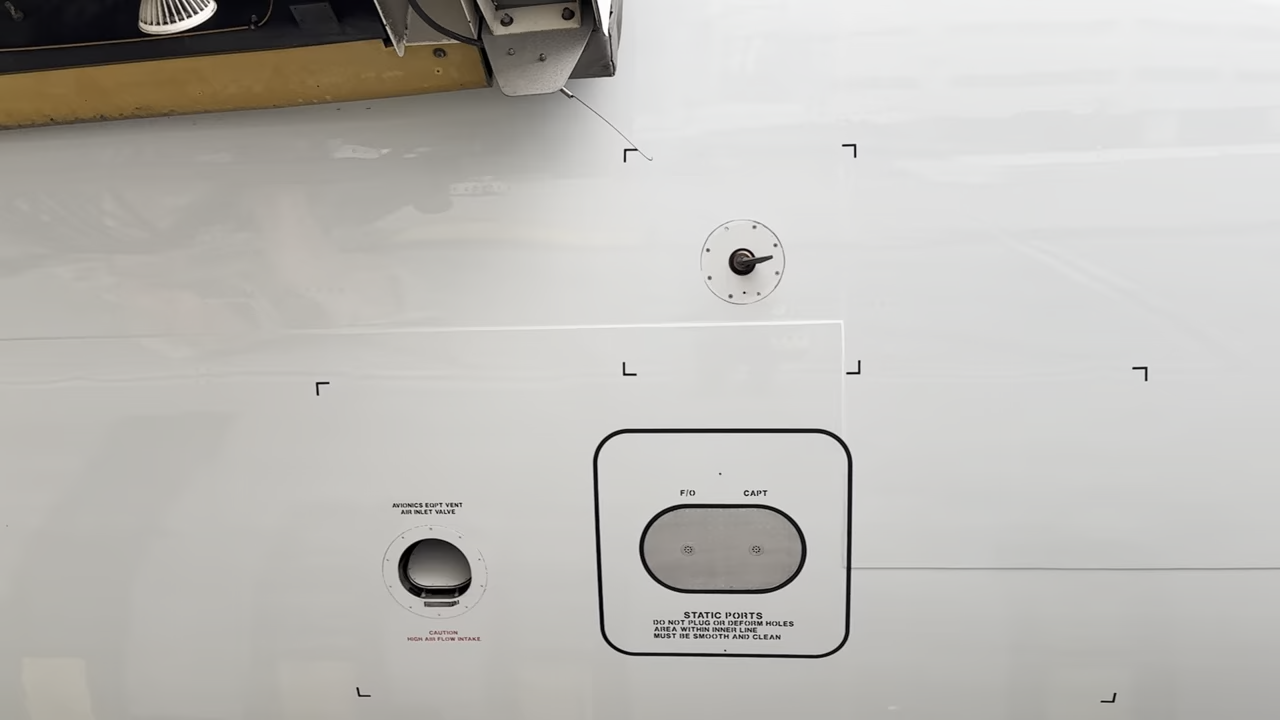 F/O CAPT
AVIONICS EQPT VENT
AIR INLET VALVE
STATIC PORTS
DO NOT PLUG OR DEFORM HOLES
AREA WITHIN INNER LINE
MUST BE SMOOTH AND CLEAN
CAUTION
HIGH AIR FLOW INTAKE